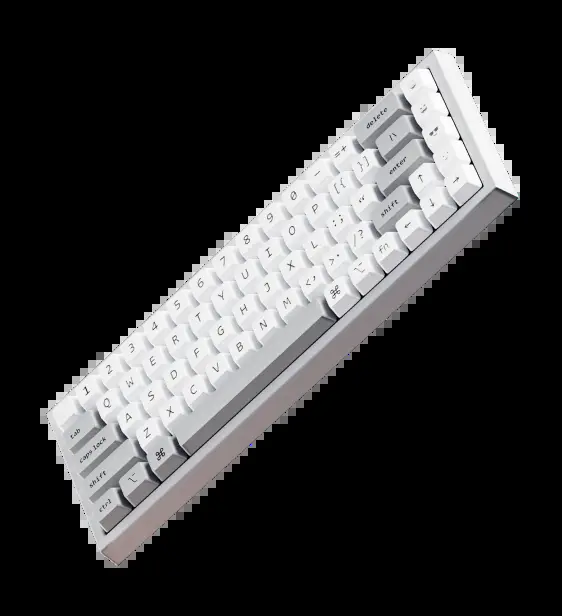 1 2 3 4 5 6 7 8 9 0 - =+ delete
tab Q W E R T Y U I O P [{ }] |\
caps lock A S D F G H J X L :; “ enter
shift Z X C V B N M <, >. /? shift ↑
ctrl ⌥ ⌘ ⌘ ⌥ fn ← ↓ →